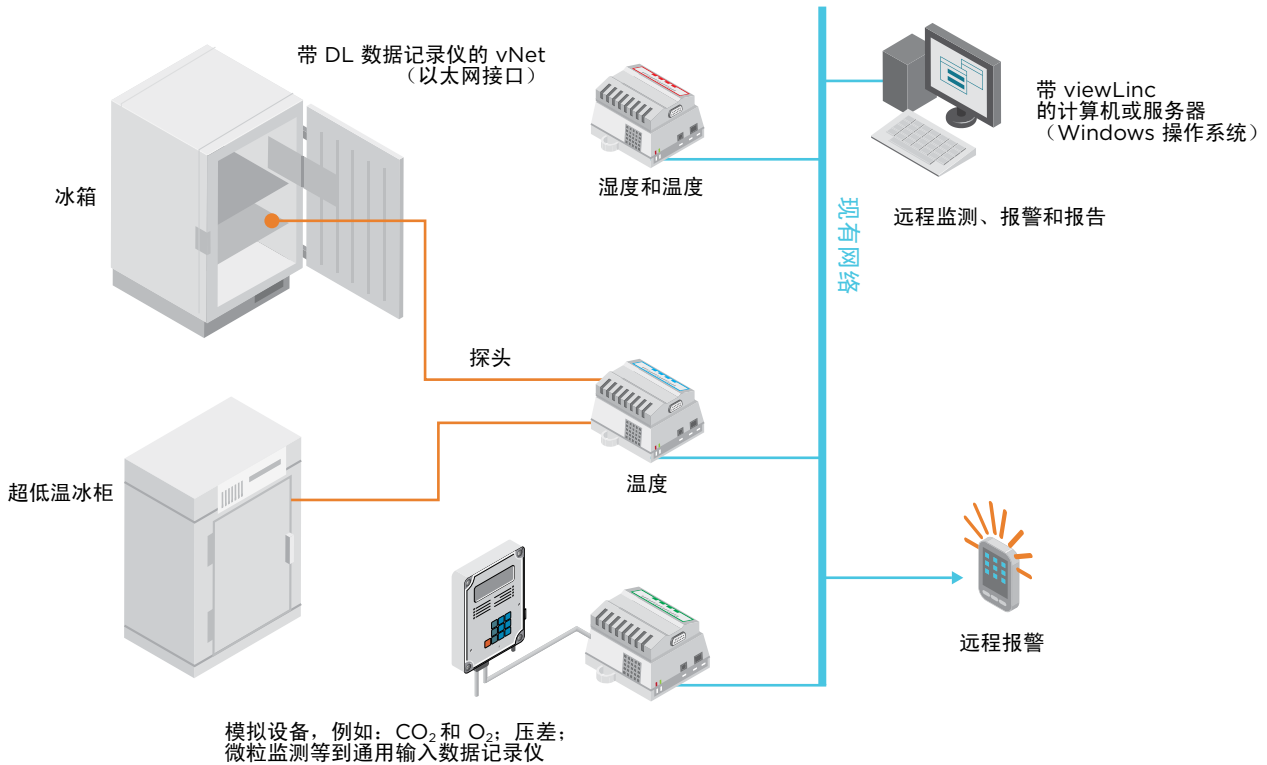 带 DL 数据记录仪的 vNet
（以太网接口）
冰箱
湿度和温度
带 viewLinc
的计算机或服务器
（Windows 操作系统）
远程监测、报警和报告
现有网络
探头
温度
超低温冰柜
远程报警
模拟设备，例如：CO₂和 O₂；压差；
微粒监测等到通用输入数据记录仪